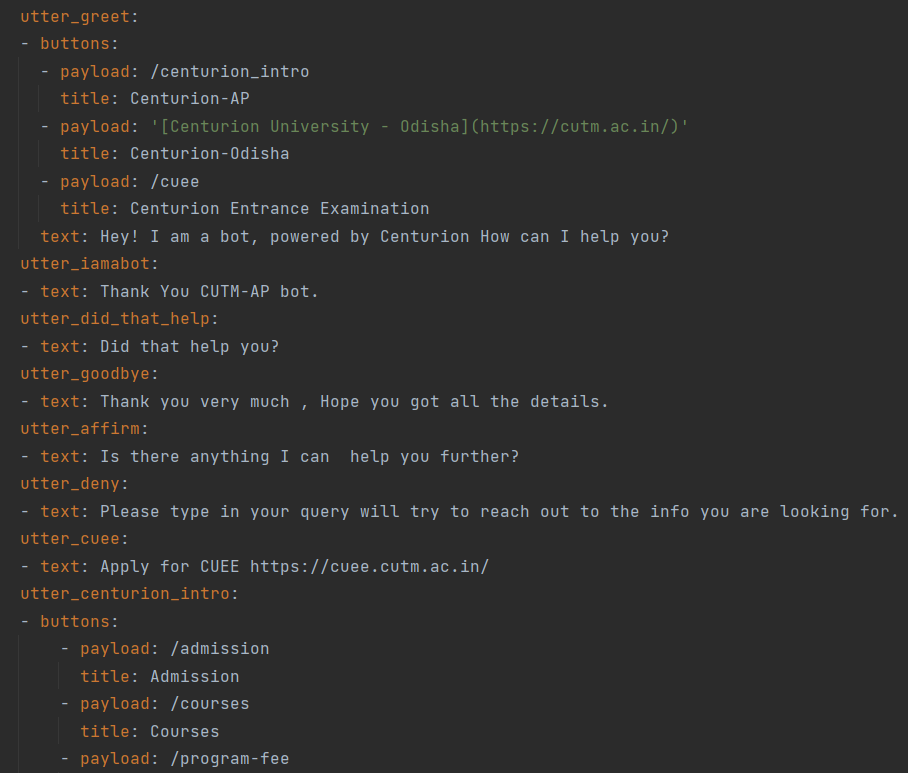 utter_greet:
- buttons:
  - payload: /centurion_intro
    title: Centurion-AP
  - payload: '[Centurion University - Odisha](https://cutm.ac.in/)'
    title: Centurion-Odisha
  - payload: /cuee
    title: Centurion Entrance Examination
  text: Hey! I am a bot, powered by Centurion How can I help you?
utter_iamabot:
- text: Thank You CUTM-AP bot.
utter_did_that_help:
- text: Did that help you?
utter_goodbye:
- text: Thank you very much , Hope you got all the details.
utter_affirm:
- text: Is there anything I can  help you further?
utter_deny:
- text: Please type in your query will try to reach out to the info you are looking for.
utter_cuee:
- text: Apply for CUEE https://cuee.cutm.ac.in/
utter_centurion_intro:
- buttons:
    - payload: /admission
      title: Admission
    - payload: /courses
      title: Courses
    - payload: /program-fee